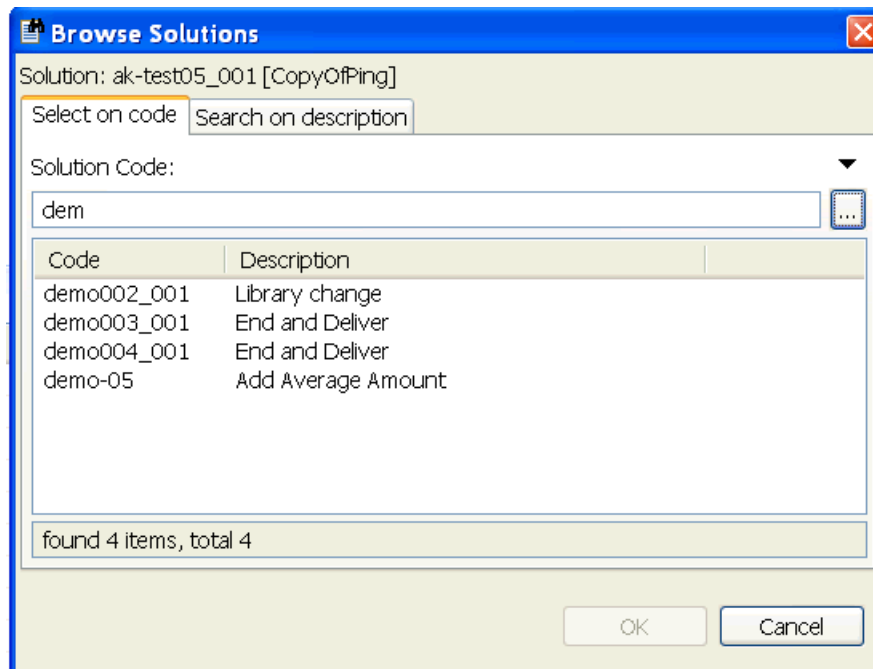 Browse Solutions
Solution: ak-test05_001 [CopyOfPing]
Select on code Search on description
Solution Code:
dem ...
Code Description
demo002_001 Library change
demo003_001 End and Deliver
demo004_001 End and Deliver
demo-05 Add Average Amount
found 4 items, total 4
OK Cancel